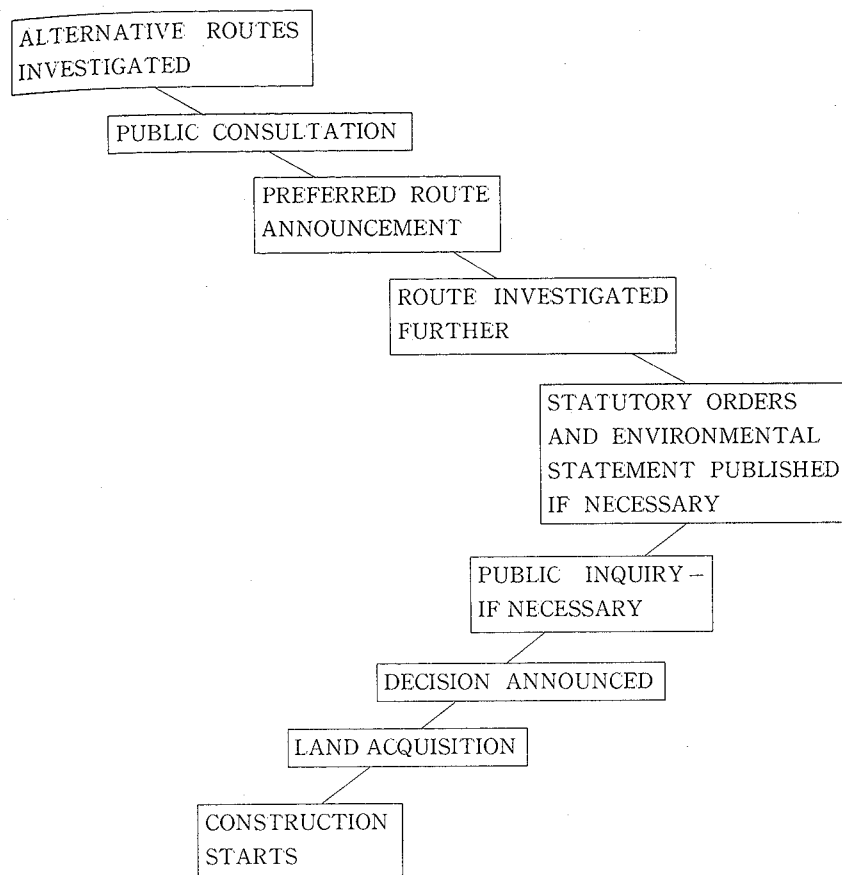 ALTERNATIVE ROUTES
INVESTIGATED
PUBLIC CONSULTATION
PREFERRED ROUTE
ANNOUNCEMENT
ROUTE INVESTIGATED
FURTHER
STATUTORY ORDERS
AND ENVIRONMENTAL
STATEMENT PUBLISHED
IF NECESSARY
PUBLIC INQUIRY –
IF NECESSARY
DECISION ANNOUNCED
LAND ACQUISITION
CONSTRUCTION
STARTS